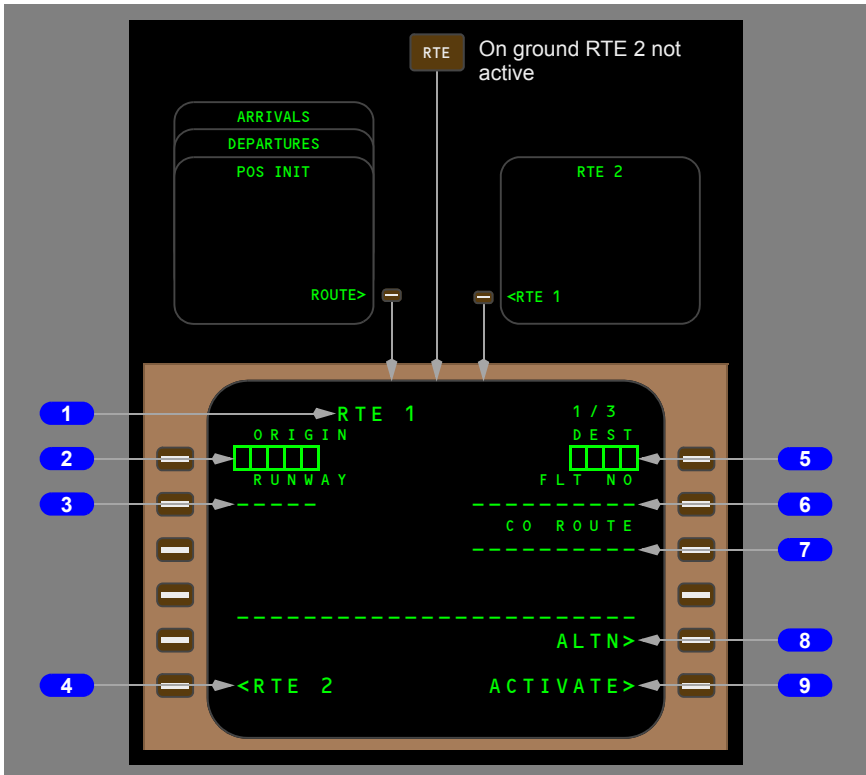 RTE
On ground RTE 2 not
active
ARRIVALS
DEPARTURES
POS INIT
ROUTE>
RTE 2
<RTE 1
1
RTE 1
1/3
ORIGIN
DEST
2
5
RUNWAY
FLT NO
3
-----
----------
6
CO ROUTE
----------
7
------------------------
ALTN>
8
4
<RTE 2
ACTIVATE>
9